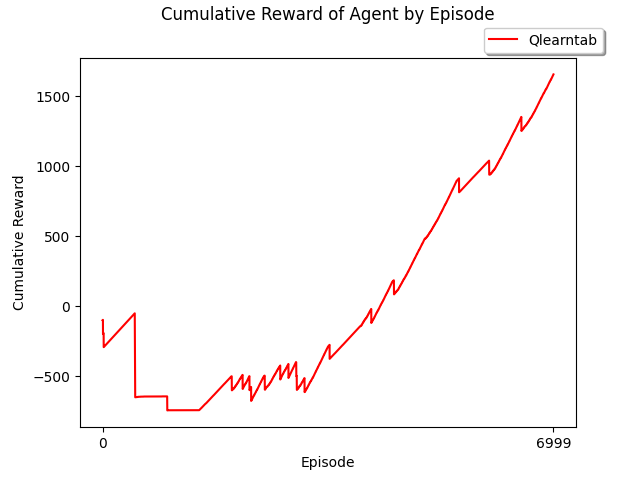 Cumulative Reward of Agent by Episode
Qlearntab
1500
1000
500
0
−500
Cumulative Reward
0
6999
Episode